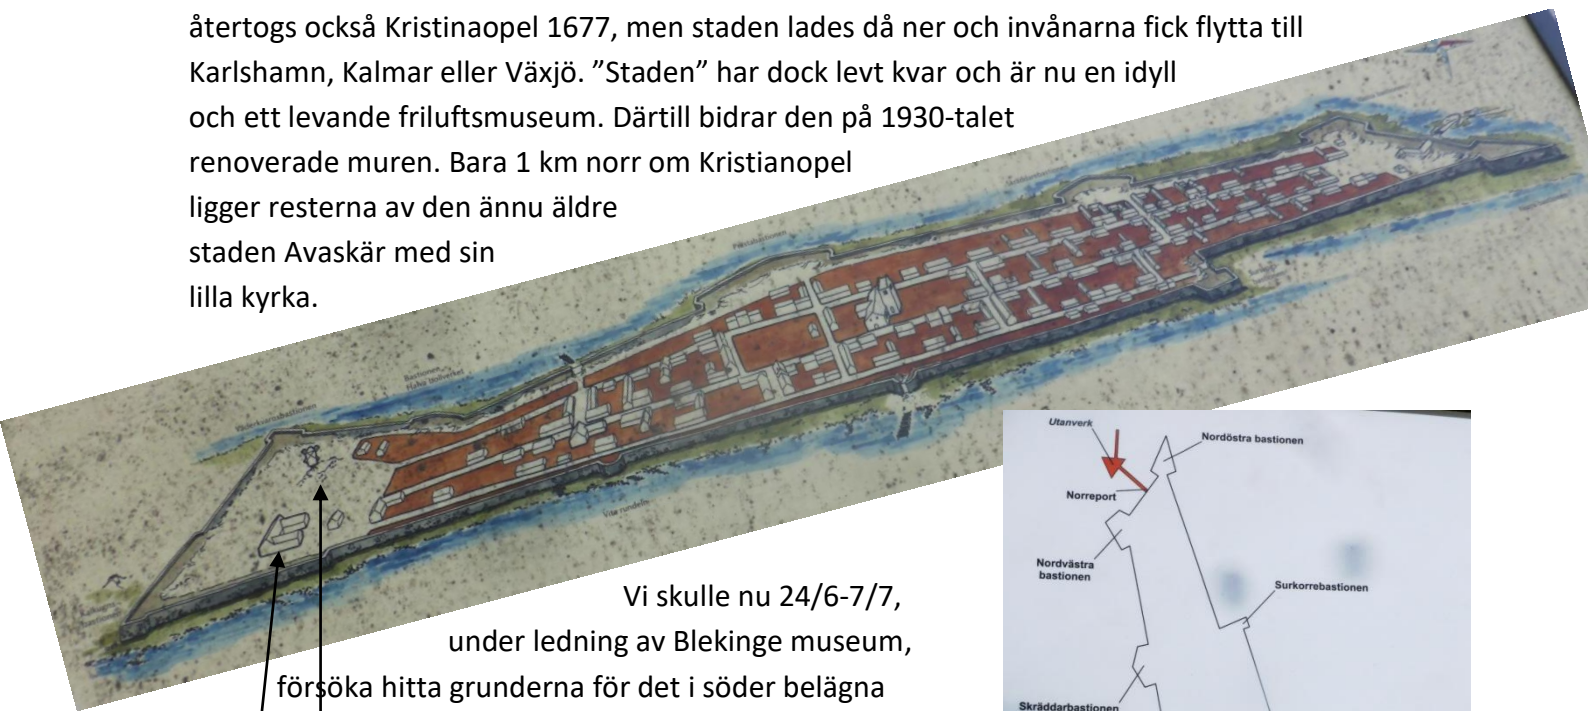 återtogs också Kristinaopel 1677, men staden lades då ner och invånarna fick flytta till
Karlshamn, Kalmar eller Växjö. ”Staden” har dock levt kvar och är nu en idyll
och ett levande friluftsmuseum. Därtill bidrar den på 1930-talet
renoverade muren. Bara 1 km norr om Kristianopel
ligger resterna av den ännu äldre
staden Avaskär med sin
lilla kyrka.
Prästabastionen
Bastionen
Vita rundeln
Vi skulle nu 24/6-7/7,
under ledning av Blekinge museum,
försöka hitta grunderna för det i söder belägna
Utanverk
Nordöstra bastionen
Norreport
Nordvästra
bastionen
Surkorrebastionen
Skräddarbastionen